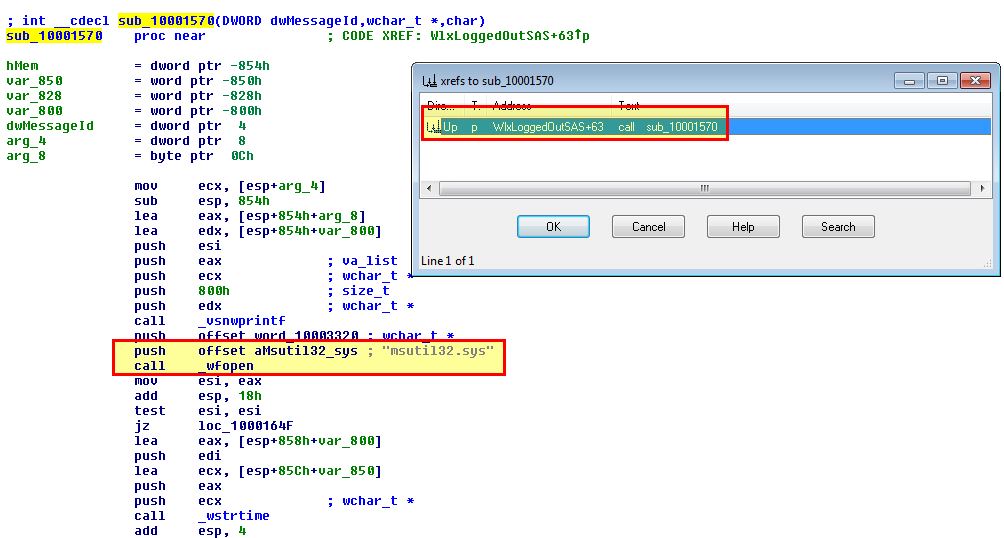 ; int __cdecl sub_10001570(DWORD dwMessageId,wchar_t *,char)
sub_10001570 proc near ; CODE XREF: WlxLoggedOutSAS+63↑p
hMem = dword ptr -854h
var_850 = word ptr -850h
var_828 = word ptr -828h
var_800 = word ptr -800h
dwMessageId = dword ptr 4
arg_4 = dword ptr 8
arg_8 = byte ptr 0Ch
mov ecx, [esp+arg_4]
sub esp, 854h
lea eax, [esp+854h+arg_8]
lea edx, [esp+854h+var_800]
push esi
push eax ; va_list
push ecx ; wchar_t *
push 800h ; size_t
push edx ; wchar_t *
call _vsnwprintf
push offset word_10003320 ; wchar_t *
push offset aMsutil32_sys ; "msutil32.sys"
call _wfopen
mov esi, eax
add esp, 18h
test esi, esi
jz loc_1000164F
lea eax, [esp+858h+var_800]
push edi
lea ecx, [esp+85Ch+var_850]
push eax
push ecx ; wchar_t *
call _wstrtime
add esp, 4
xrefs to sub_10001570
Direc... T. Address Text
Up p WlxLoggedOutSAS+63 call sub_10001570
OK Cancel Help Search
Line 1 of 1